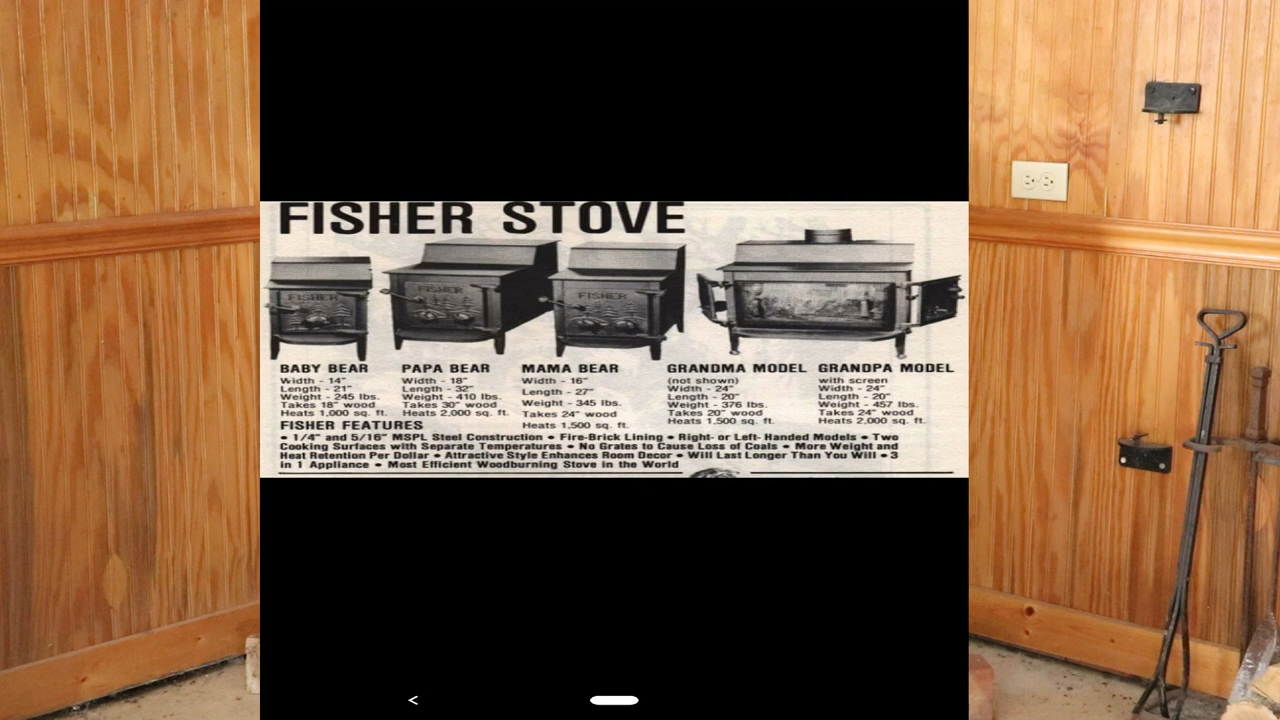 FISHER STOVE
FISHER
FISHER
FISHER
BABY BEAR
Width - 14"
Length - 21"
Weight - 245 lbs.
Takes 18" wood
Heats 1,000 sq. ft.
PAPA BEAR
Width - 18"
Length - 32"
Weight - 410 lbs.
Takes 30" wood
Heats 2,000 sq. ft.
MAMA BEAR
Width - 16"
Length - 27"
Weight - 345 lbs.
Takes 24" wood
Heats 1,500 sq. ft.
GRANDMA MODEL
(not shown)
Width - 24"
Length - 20"
Weight - 376 lbs.
Takes 20" wood
Heats 1,500 sq. ft.
GRANDPA MODEL
with screen
Width - 24"
Length - 20"
Weight - 457 lbs.
Takes 24" wood
Heats 2,000 sq. ft.
FISHER FEATURES
• 1/4" and 5/16" MSPL Steel Construction • Fire-Brick Lining • Right- or Left- Handed Models • Two
Cooking Surfaces with Separate Temperatures • No Grates to Cause Loss of Coals • More Weight and
Heat Retention Per Dollar • Attractive Style Enhances Room Decor • Will Last Longer Than You Will • 3
in 1 Appliance • Most Efficient Woodburning Stove in the World